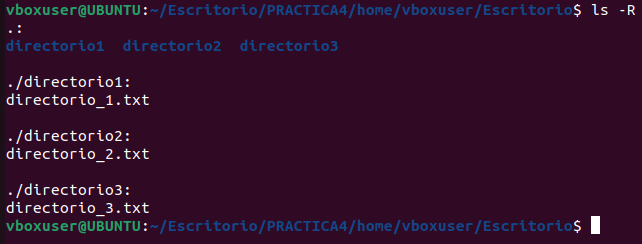 vboxuser@UBUNTU:~/Escritorio/PRACTICA4/home/vboxuser/Escritorio$ ls -R
.:
directorio1  directorio2  directorio3

./directorio1:
directorio_1.txt

./directorio2:
directorio_2.txt

./directorio3:
directorio_3.txt
vboxuser@UBUNTU:~/Escritorio/PRACTICA4/home/vboxuser/Escritorio$